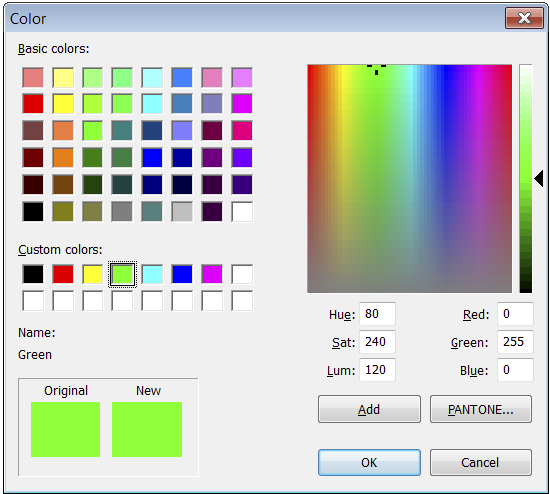 Color
Basic colors:
Custom colors:
Name:
Green
Original New
Hue: 80 Red: 0
Sat: 240 Green: 255
Lum: 120 Blue: 0
Add PANTONE...
OK Cancel